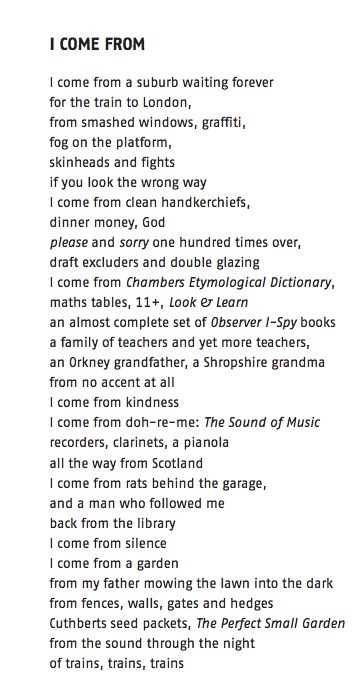 I COME FROM
I come from a suburb waiting forever
for the train to London,
from smashed windows, graffiti,
fog on the platform,
skinheads and fights
if you look the wrong way
I come from clean handkerchiefs,
dinner money, God
please and sorry one hundred times over,
draft excluders and double glazing
I come from Chambers Etymological Dictionary,
maths tables, 11+, Look & Learn
an almost complete set of Observer I-Spy books
a family of teachers and yet more teachers,
an Orkney grandfather, a Shropshire grandma
from no accent at all
I come from kindness
I come from doh-re-me: The Sound of Music
recorders, clarinets, a pianola
all the way from Scotland
I come from rats behind the garage,
and a man who followed me
back from the library
I come from silence
I come from a garden
from my father mowing the lawn into the dark
from fences, walls, gates and hedges
Cuthberts seed packets, The Perfect Small Garden
from the sound through the night
of trains, trains, trains